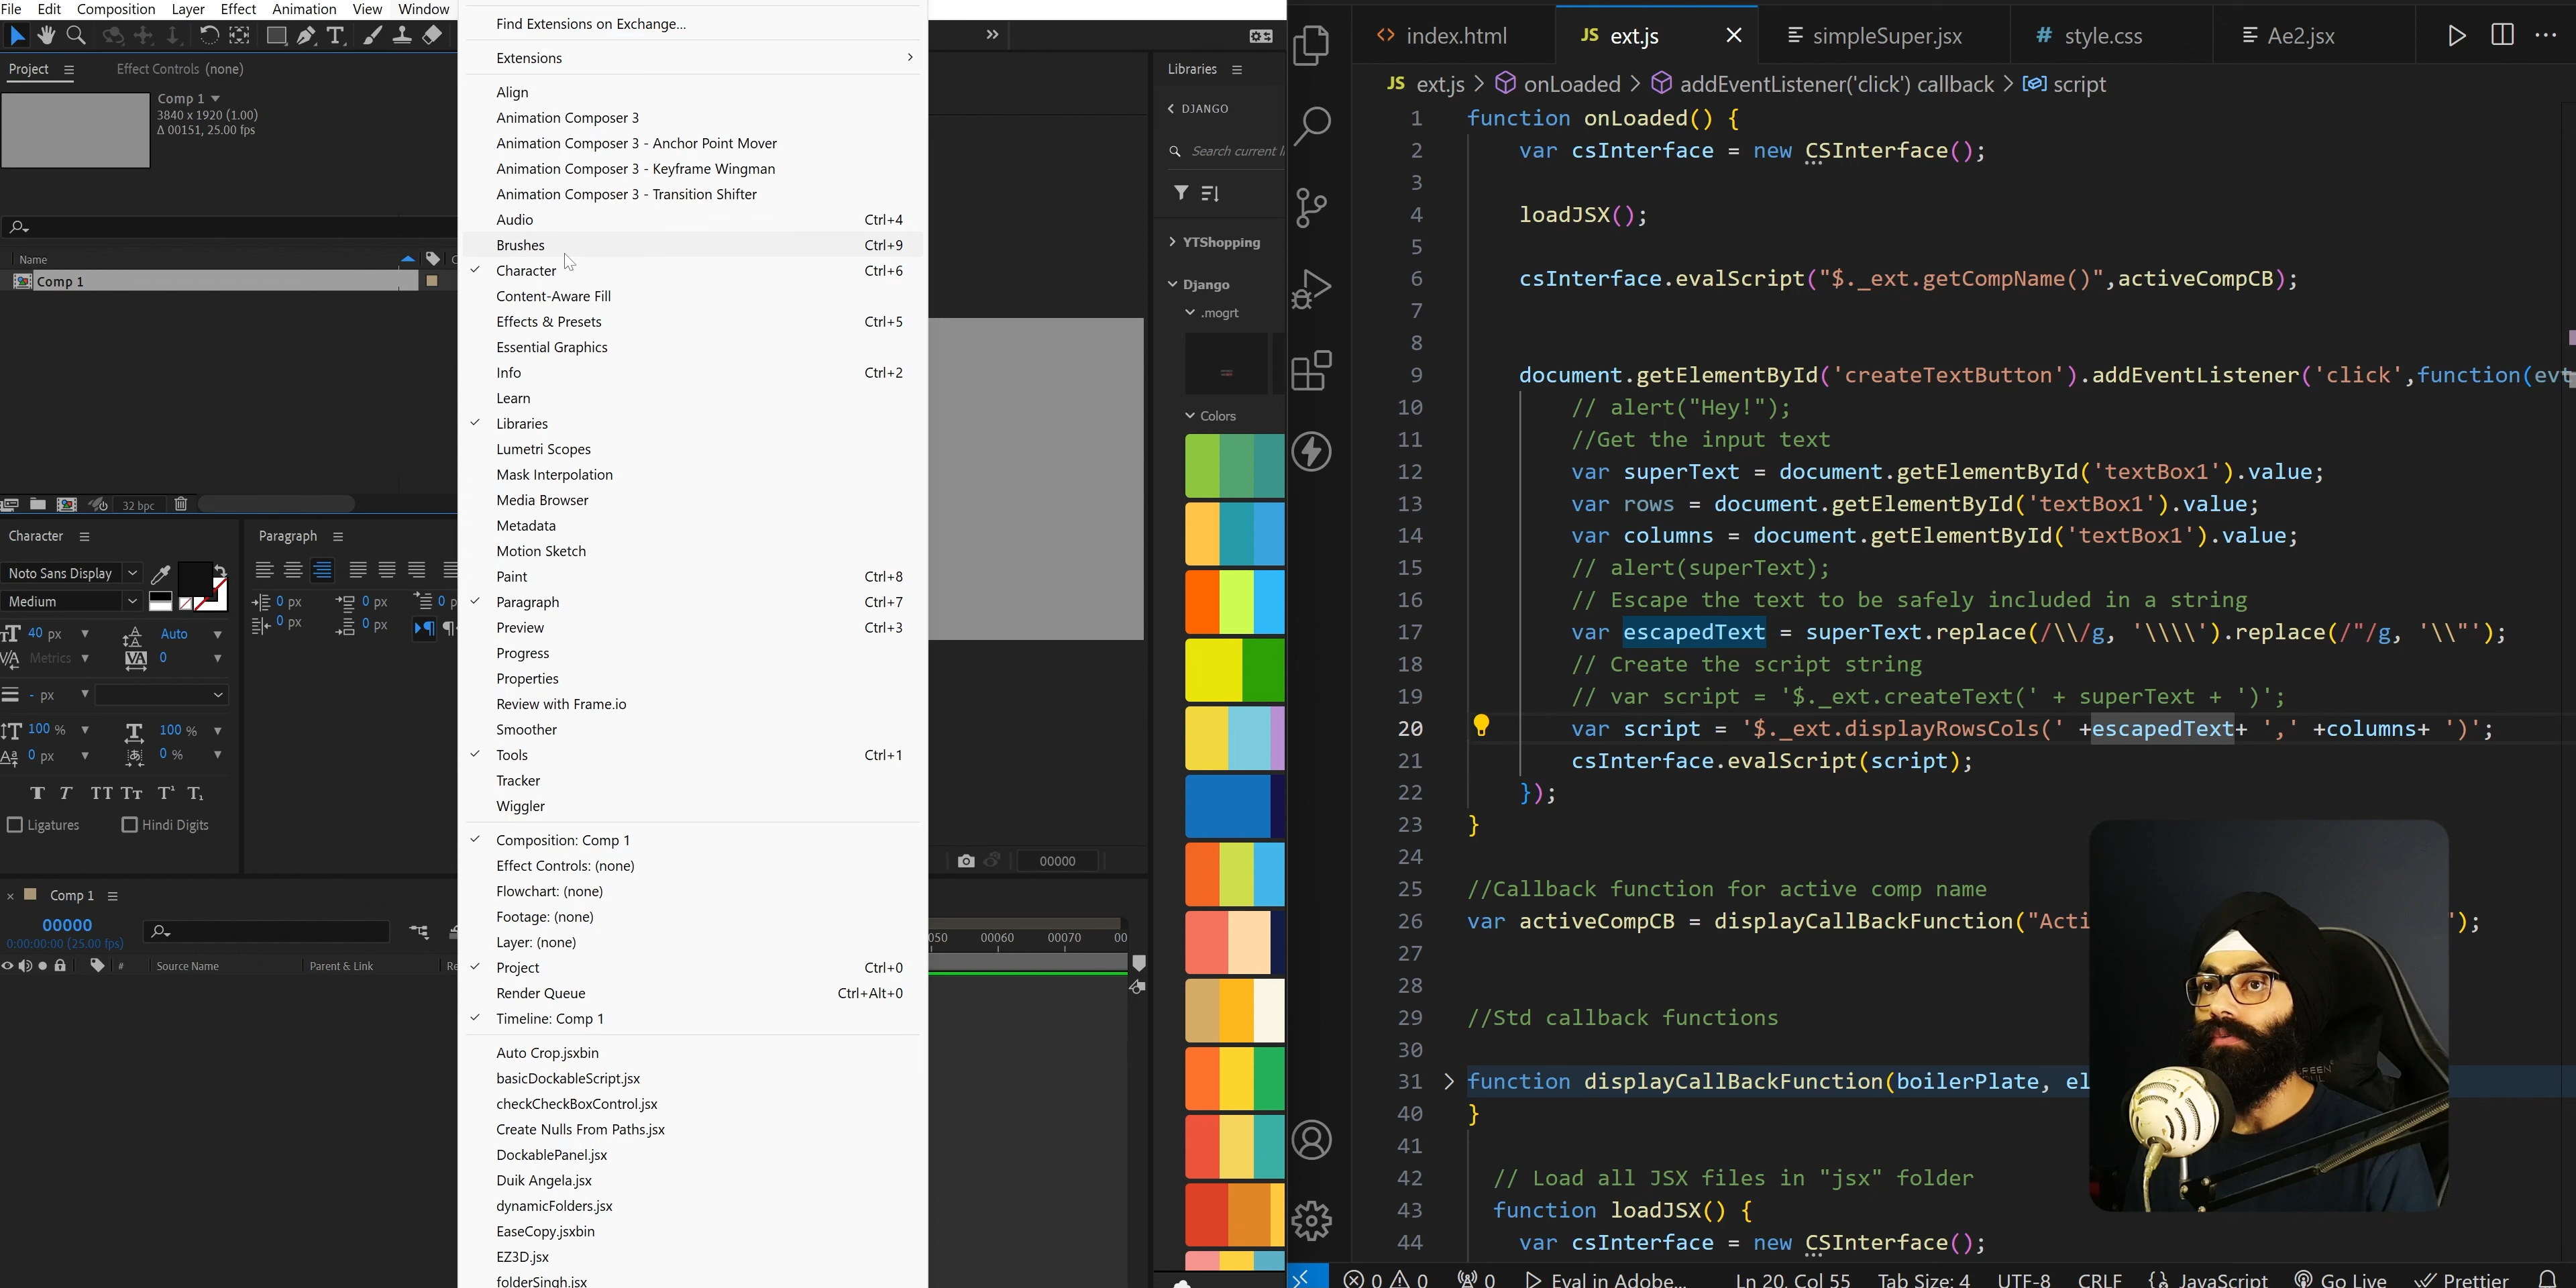 File Edit Composition Layer Effect Animation View Window
Project
Effect Controls (none)
Comp 1
3840 x 1920 (1.00)
Δ 00151, 25.00 fps
Name
Comp 1
32 bpc
Character
Paragraph
Noto Sans Display
Medium
40 px
Auto
Metrics
0
- px
100 %
100 %
0 px
0 %
Ligatures
Hindi Digits
0 px
0 px
0 p
0 px
0 px
Comp 1
00000
0:00:00:00 (25.00 fps)
#
Source Name
Parent & Link
Find Extensions on Exchange...
Extensions
Align
Animation Composer 3
Animation Composer 3 - Anchor Point Mover
Animation Composer 3 - Keyframe Wingman
Animation Composer 3 - Transition Shifter
Audio Ctrl+4
Brushes Ctrl+9
Character Ctrl+6
Content-Aware Fill
Effects & Presets Ctrl+5
Essential Graphics
Info Ctrl+2
Learn
Libraries
Lumetri Scopes
Mask Interpolation
Media Browser
Metadata
Motion Sketch
Paint Ctrl+8
Paragraph Ctrl+7
Preview Ctrl+3
Progress
Properties
Review with Frame.io
Smoother
Tools Ctrl+1
Tracker
Wiggler
Composition: Comp 1
Effect Controls: (none)
Flowchart: (none)
Footage: (none)
Layer: (none)
Project Ctrl+0
Render Queue Ctrl+Alt+0
Timeline: Comp 1
Auto Crop.jsxbin
basicDockableScript.jsx
checkCheckBoxControl.jsx
Create Nulls From Paths.jsx
DockablePanel.jsx
Duik Angela.jsx
dynamicFolders.jsx
EaseCopy.jsxbin
EZ3D.jsx
folderSingh.jsx
00000
050 00060 00070 00
Libraries
DJANGO
Search current li
YTShopping
Django
.mogrt
Colors
index.html
JS ext.js
simpleSuper.jsx
# style.css
Ae2.jsx
JS ext.js > onLoaded > addEventListener('click') callback > script
1 function onLoaded() {
2 var csInterface = new CSInterface();
3
4 loadJSX();
5
6 csInterface.evalScript("$._ext.getCompName()",activeCompCB);
7
8
9 document.getElementById('createTextButton').addEventListener('click',function(evt
10 // alert("Hey!");
11 //Get the input text
12 var superText = document.getElementById('textBox1').value;
13 var rows = document.getElementById('textBox1').value;
14 var columns = document.getElementById('textBox1').value;
15 // alert(superText);
16 // Escape the text to be safely included in a string
17 var escapedText = superText.replace(/\\/g, '\\\\').replace(/"/g, '\\"');
18 // Create the script string
19 // var script = '$._ext.createText(' + superText + ')';
20 var script = '$._ext.displayRowsCols(' +escapedText+ ',' +columns+ ')';
21 csInterface.evalScript(script);
22 });
23 }
24
25 //Callback function for active comp name
26 var activeCompCB = displayCallBackFunction("Acti ");
27
28
29 //Std callback functions
30
31 function displayCallBackFunction(boilerPlate, el
40 }
41
42 // Load all JSX files in "jsx" folder
43 function loadJSX() {
44 var csInterface = new CSInterface();
0 0 0 Eval in Adobe... Ln 20, Col 55 Tab Size: 4 UTF-8 CRLF {} JavaScript Go Live Prettier